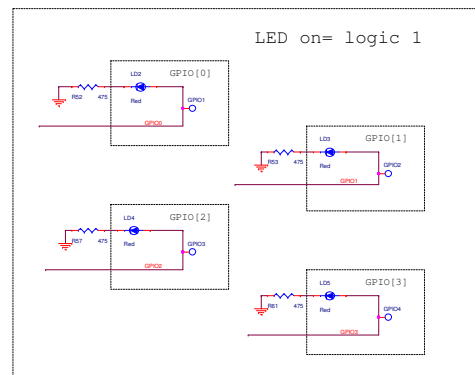 LED on= logic 1
GPIO[0]
LD2
R52
475
Red
GPIO1
GPIO0
GPIO[1]
LD3
R53
475
Red
GPIO2
GPIO1
GPIO[2]
LD4
R57
475
Red
GPIO3
GPIO2
GPIO[3]
LD5
R61
475
Red
GPIO4
GPIO3